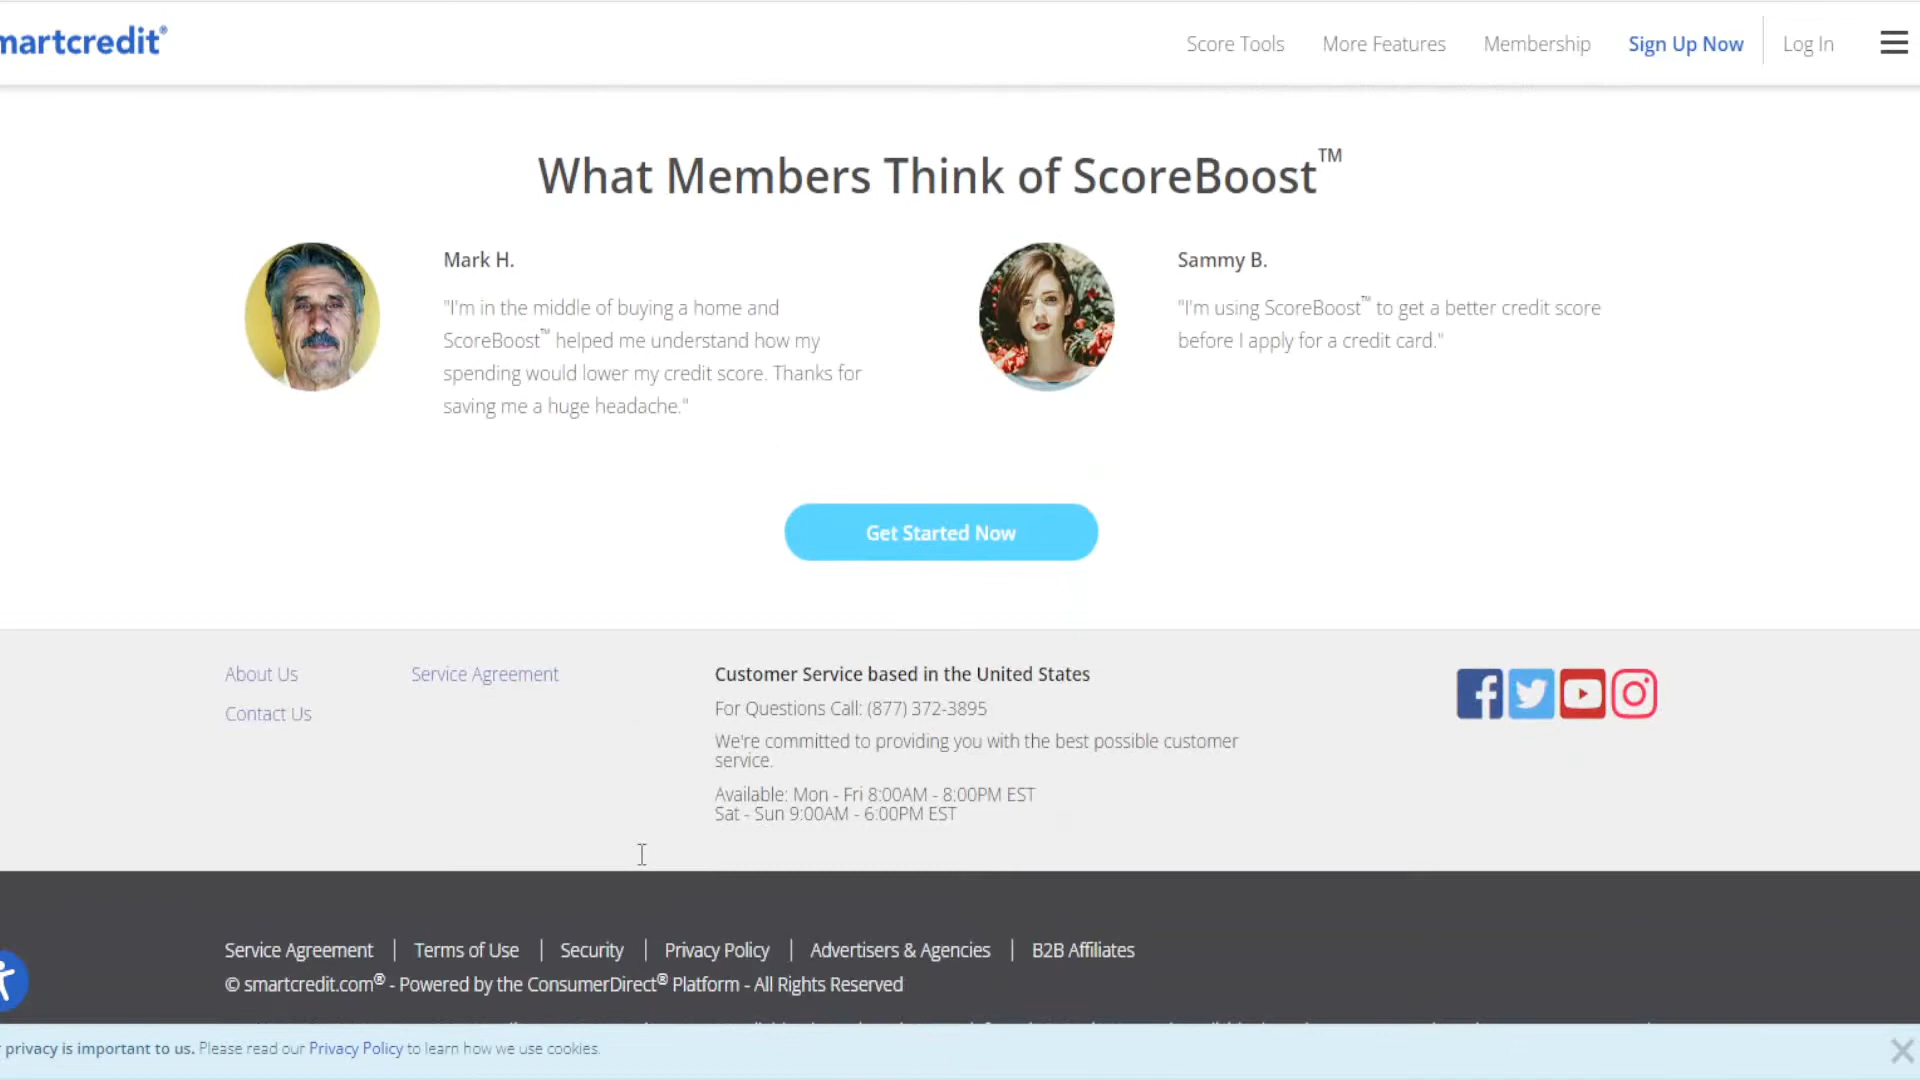 martcredit®
Score Tools
More Features
Membership
Sign Up Now
Log In
What Members Think of ScoreBoost™
Mark H.
"I'm in the middle of buying a home and
ScoreBoost™ helped me understand how my
spending would lower my credit score. Thanks for
saving me a huge headache."
Sammy B.
"I'm using ScoreBoost™ to get a better credit score
before I apply for a credit card."
Get Started Now
About Us
Contact Us
Service Agreement
Customer Service based in the United States
For Questions Call: (877) 372-3895
We're committed to providing you with the best possible customer
service.
Available: Mon - Fri 8:00AM - 8:00PM EST
Sat - Sun 9:00AM - 6:00PM EST
Service Agreement | Terms of Use | Security | Privacy Policy | Advertisers & Agencies | B2B Affiliates
© smartcredit.com® - Powered by the ConsumerDirect® Platform - All Rights Reserved
privacy is important to us. Please read our Privacy Policy to learn how we use cookies.